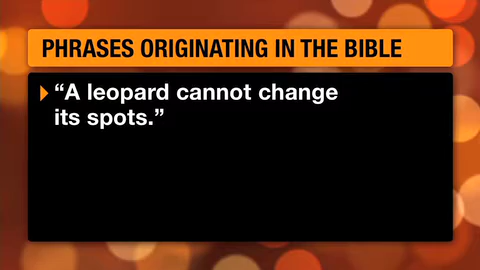 PHRASES ORIGINATING IN THE BIBLE
“A leopard cannot change
its spots.”